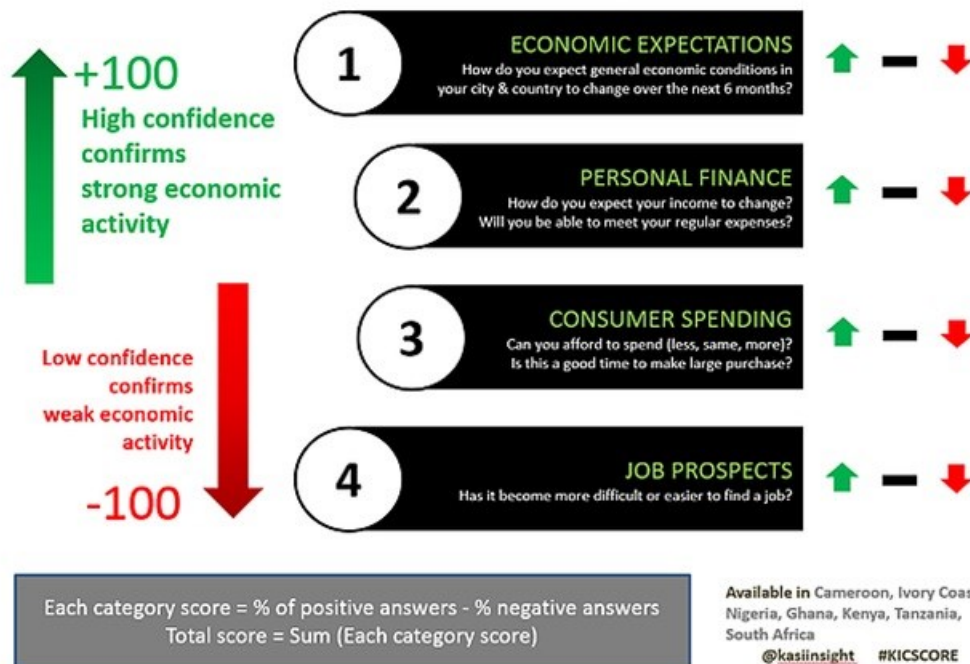 +100
High confidence
confirms
strong economic
activity
Low confidence
confirms
weak economic
activity
-100
1
ECONOMIC EXPECTATIONS
How do you expect general economic conditions in
your city & country to change over the next 6 months?
2
PERSONAL FINANCE
How do you expect your income to change?
Will you be able to meet your regular expenses?
3
CONSUMER SPENDING
Can you afford to spend (less, same, more)?
Is this a good time to make large purchase?
4
JOB PROSPECTS
Has it become more difficult or easier to find a job?
Each category score = % of positive answers - % negative answers
Total score = Sum (Each category score)
Available in Cameroon, Ivory Coas
Nigeria, Ghana, Kenya, Tanzania,
South Africa
@kasiinsight #KICSCORE